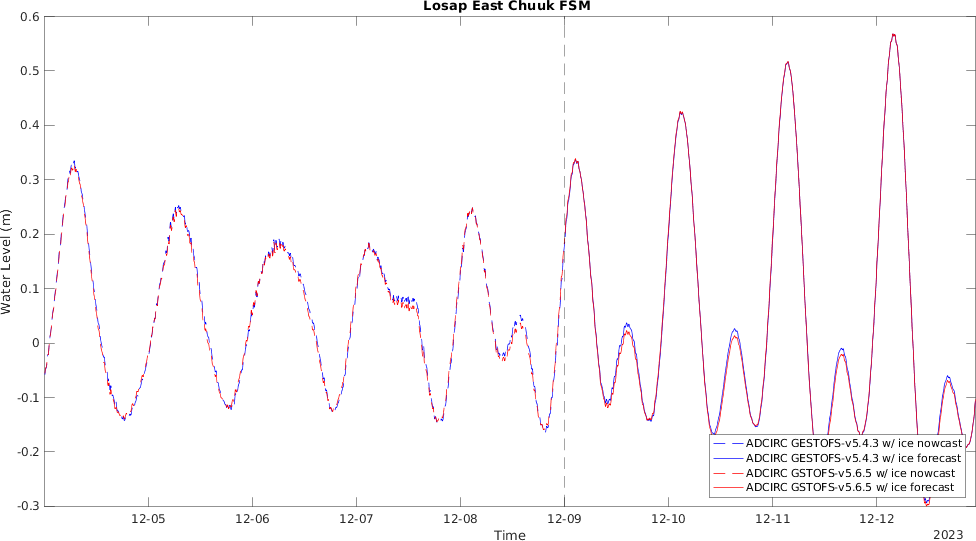 Losap East Chuuk FSM
0.6
0.5
0.4
0.3
0.2
0.1
0
-0.1
-0.2
-0.3
Water Level (m)
12-05 12-06 12-07 12-08 12-09 12-10 12-11 12-12
Time
2023
ADCIRC GESTOFS-v5.4.3 w/ ice nowcast
ADCIRC GESTOFS-v5.4.3 w/ ice forecast
ADCIRC GSTOFS-v5.6.5 w/ ice nowcast
ADCIRC GSTOFS-v5.6.5 w/ ice forecast